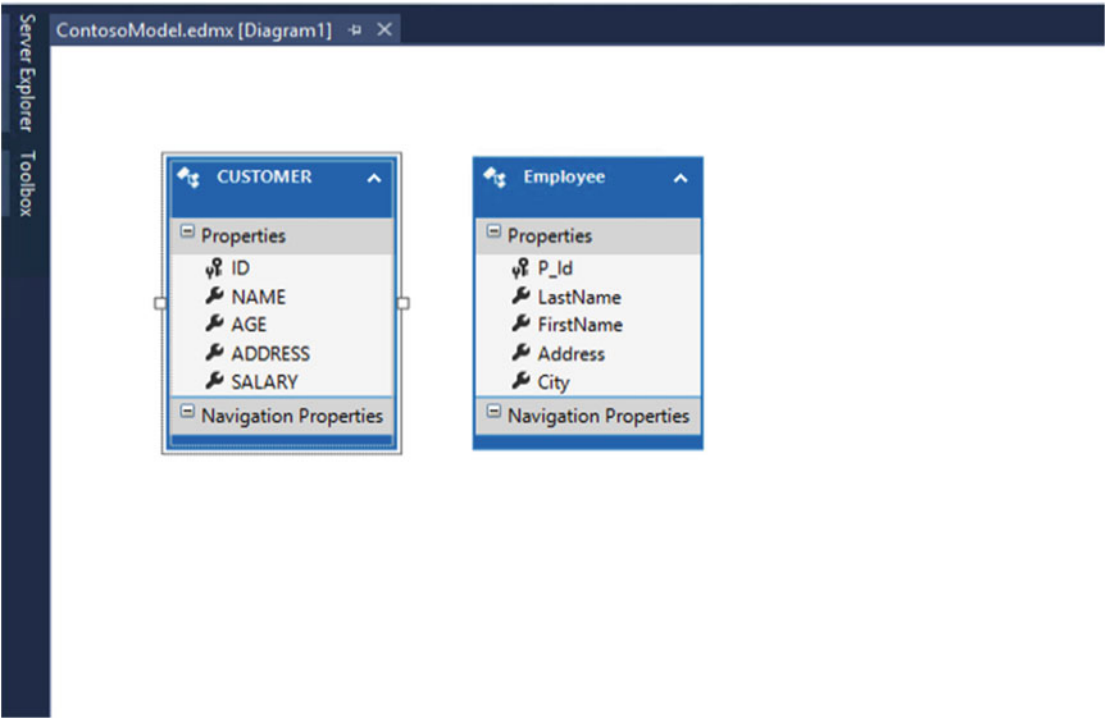 Server Explorer
Toolbox
ContosoModel.edmx [Diagram1]
CUSTOMER
Properties
ID
NAME
AGE
ADDRESS
SALARY
Navigation Properties
Employee
Properties
P_Id
LastName
FirstName
Address
City
Navigation Properties